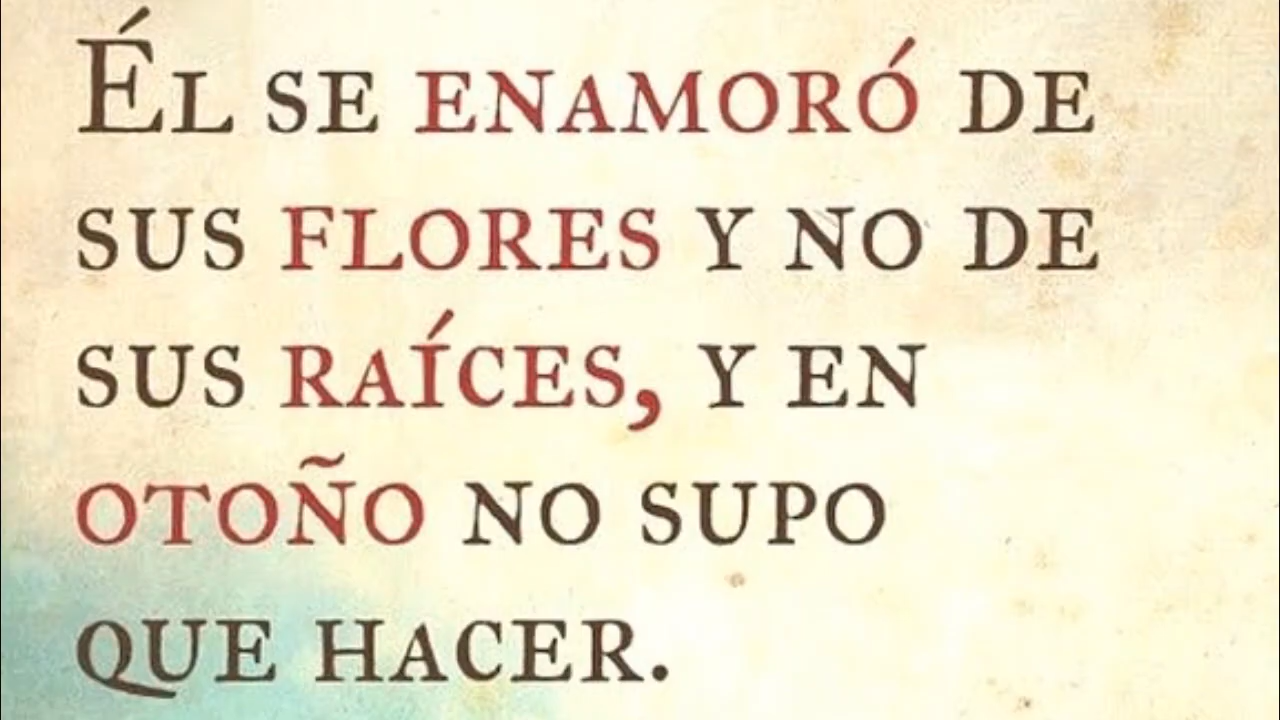 Él se enamoró de
sus flores y no de
sus raíces, y en
otoño no supo
que hacer.